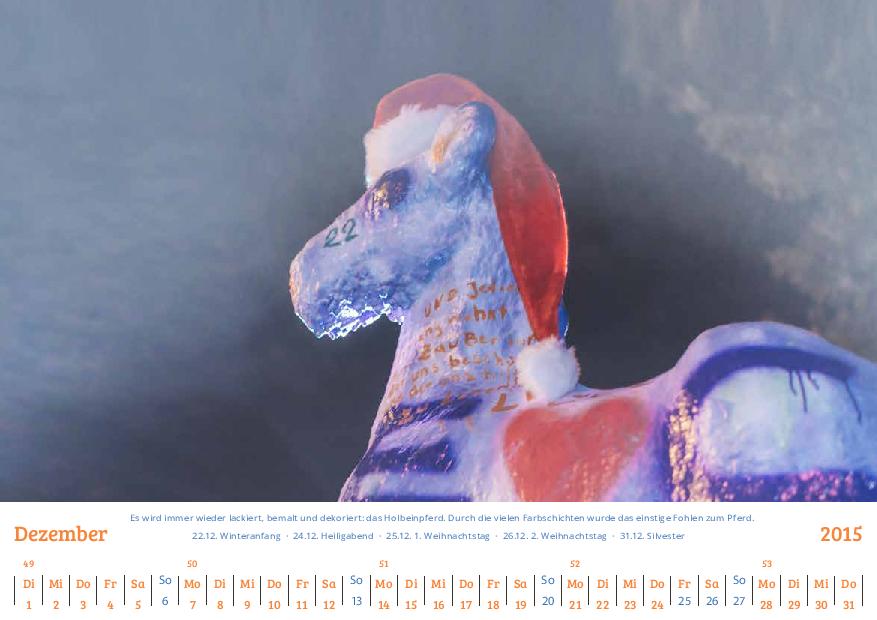 22
UND
Zauber
uns
Es wird immer wieder lackiert, bemalt und dekoriert: das Holbeinpferd. Durch die vielen Farbschichten wurde das einstige Fohlen zum Pferd.
Dezember
22.12. Winteranfang · 24.12. Heiligabend · 25.12. 1. Weihnachtstag · 26.12. 2. Weihnachtstag · 31.12. Silvester
2015
49 50 51 52 53
Di Mi Do Fr Sa So Mo Di Mi Do Fr Sa So Mo Di Mi Do Fr Sa So Mo Di Mi Do Fr Sa So Mo Di Mi Do
1 2 3 4 5 6 7 8 9 10 11 12 13 14 15 16 17 18 19 20 21 22 23 24 25 26 27 28 29 30 31